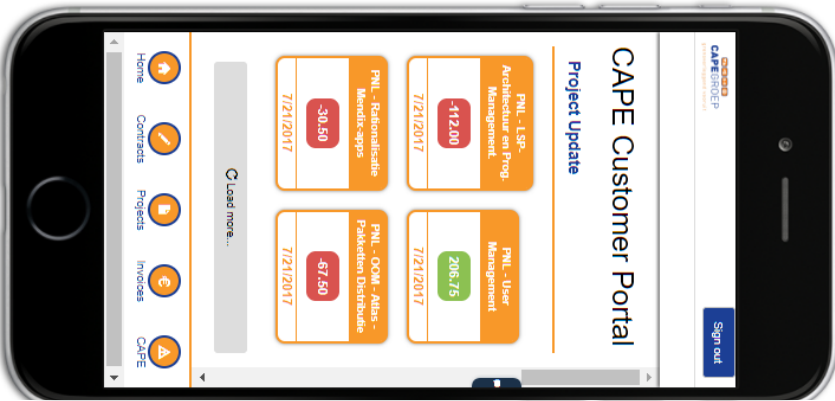 CAPEGROEP
Sign out
CAPE Customer Portal
Project Update
PNL - LSP-
Architectuur en Prog.
Management.
-112.00
7/21/2017
PNL - User
Management
206.75
7/21/2017
PNL - Rationalisatie
Mendix-apps
-30.50
7/21/2017
PNL - OOM - Atlas -
Pakketten Distributie
-67.50
7/21/2017
Load more...
Home
Contracts
Projects
Invoices
CAPE